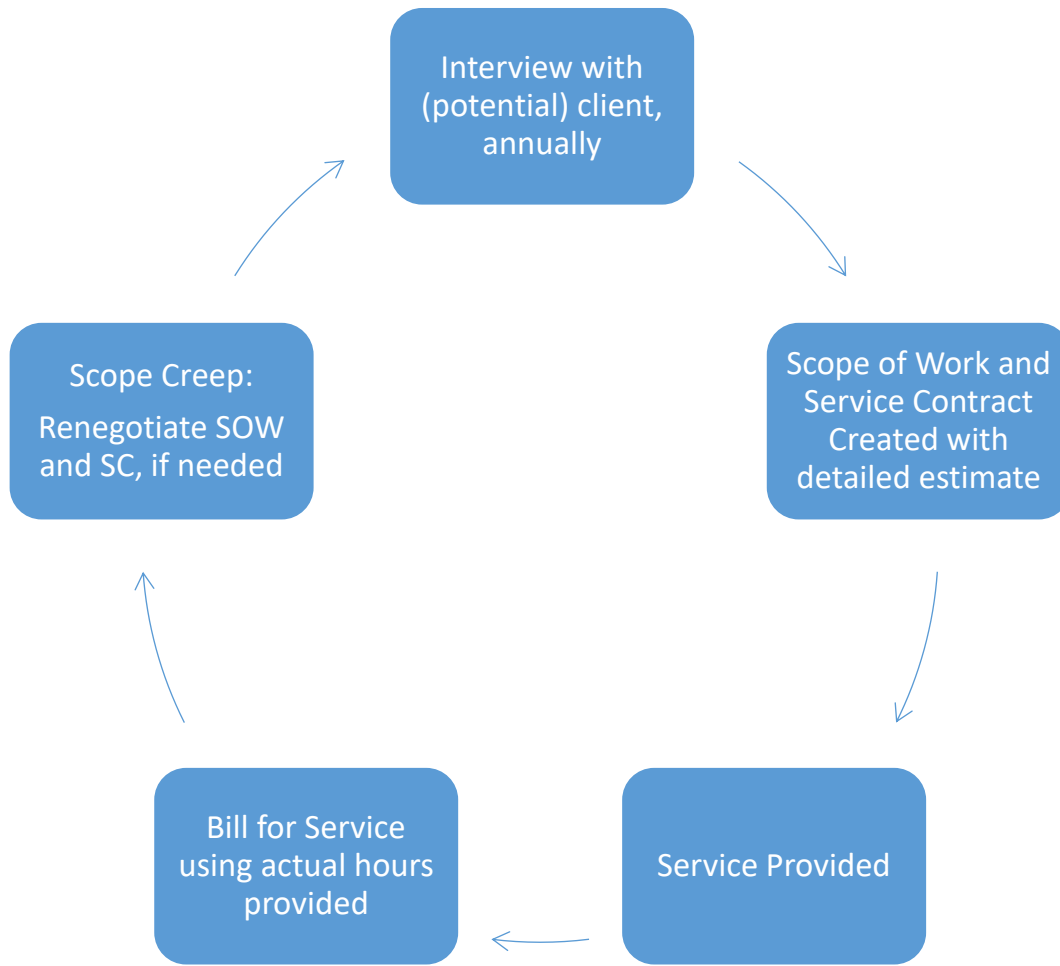 Interview with
(potential) client,
annually
Scope of Work and
Service Contract
Created with
detailed estimate
Service Provided
Bill for Service
using actual hours
provided
Scope Creep:
Renegotiate SOW
and SC, if needed